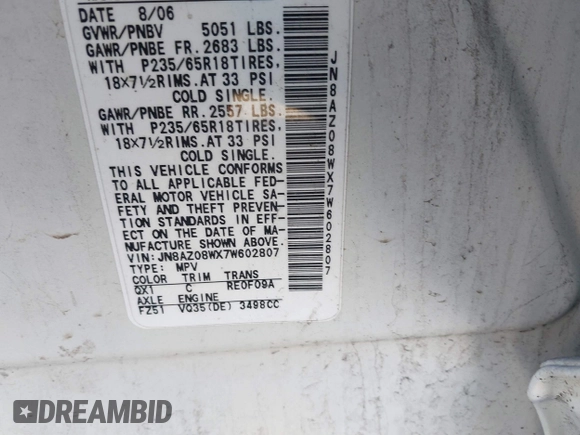 DATE 8/06
GVWR/PNBV 5051 LBS.
GAWR/PNBE FR. 2683 LBS.
WITH P235/65R18TIRES,
18X7½RIMS.AT 33 PSI
COLD SINGLE.
GAWR/PNBE RR. 2557 LBS.
WITH P235/65R18TIRES,
18X7½RIMS.AT 33 PSI
COLD SINGLE.
THIS VEHICLE CONFORMS
TO ALL APPLICABLE FED-
ERAL MOTOR VEHICLE SA-
FETY AND THEFT PREVEN-
TION STANDARDS IN EFF-
ECT ON THE DATE OF MA-
NUFACTURE SHOWN ABOVE.
VIN: JN8AZ08WX7W602807
TYPE: MPV
COLOR TRIM TRANS
QX1 C RE0F09A
AXLE ENGINE
FZ51 VQ35(DE) 3498CC
JN8AZ08WX7W602807
DREAMBID